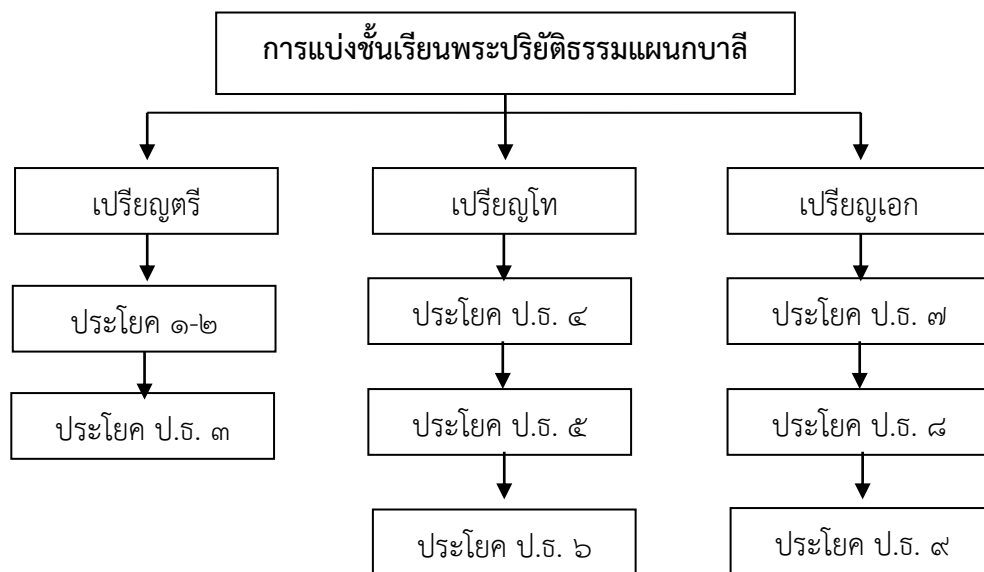 การแบ่งชั้นเรียนพระปริยัติธรรมแผนกบาลี
เปรียญตรี
เปรียญโท
เปรียญเอก
ประโยค ๑-๒
ประโยค ป.ธ. ๔
ประโยค ป.ธ. ๗
ประโยค ป.ธ. ๓
ประโยค ป.ธ. ๕
ประโยค ป.ธ. ๘
ประโยค ป.ธ. ๖
ประโยค ป.ธ. ๙